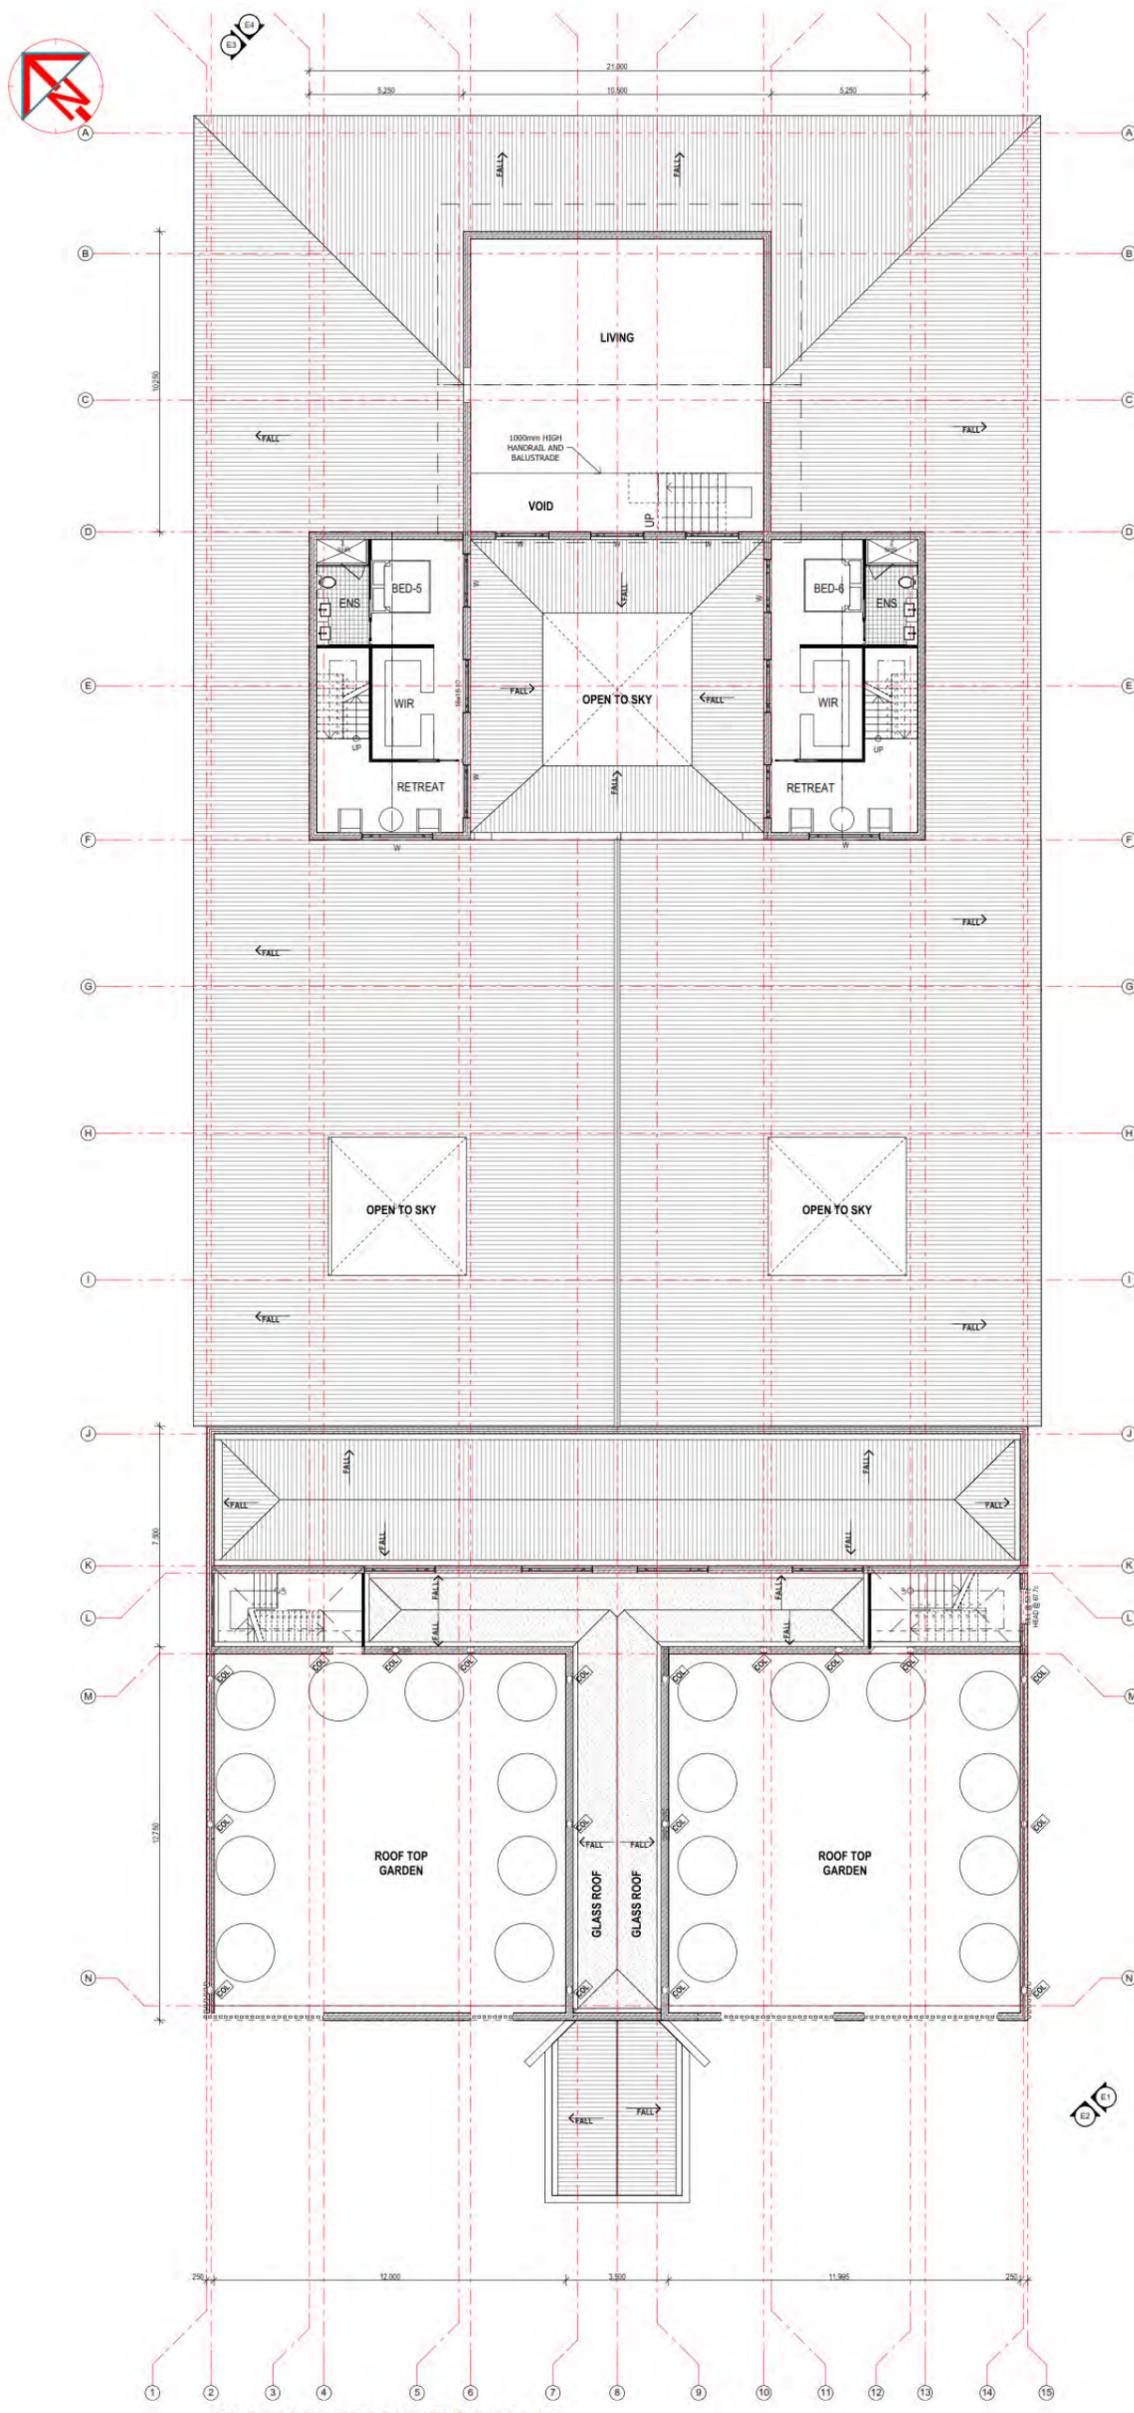 E4
E3
N
21,000
5,250 10,500 5,250
A A
FALL FALL
B B
LIVING
10,250
C C
FALL FALL
1000mm HIGH
HANDRAIL AND
BALUSTRADE
VOID UP
D D
W W W
BED-5 FALL BED-6
ENS W W ENS
E E
FALL OPEN TO SKY FALL
WIR WIR
UP UP
RETREAT W FALL RETREAT
F F
W W
FALL
FALL
G G
H H
OPEN TO SKY OPEN TO SKY
I I
FALL FALL
J J
FALL FALL
FALL FALL
7,500
FALL FALL
K K
FALL FALL
L L
FALL FALL
COL COL COL COL COL COL
M M
COL COL COL COL
12,750
COL COL COL COL
FALL FALL
ROOF TOP
GARDEN
ROOF TOP
GARDEN
GLASS ROOF GLASS ROOF
N N
COL COL COL COL
FALL FALL
E1
E2
250 12,000 3,500 11,995 250
1 2 3 4 5 6 7 8 9 10 11 12 13 14 15